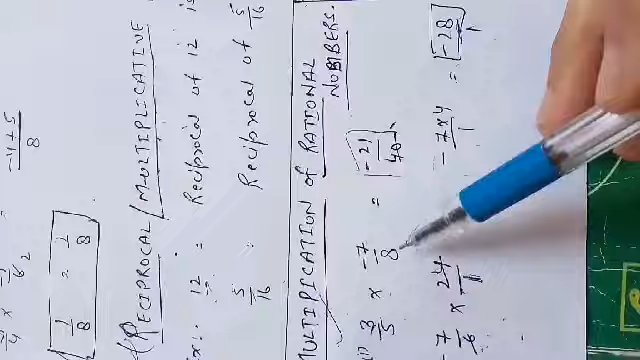 -4+5
8
1/8 = 1/8
(RECIPROCAL / MULTIPLICATIVE
Ex:. 12 : Reciprocal of 12 is
5/16 : Reciprocal of 5/16
MULTIPICATION of RATIONAL
NUMBERS.
(i) 3/5 × -7/8 = -21/40
-7/6 × 24/1 = -7×4/1 = -28/1